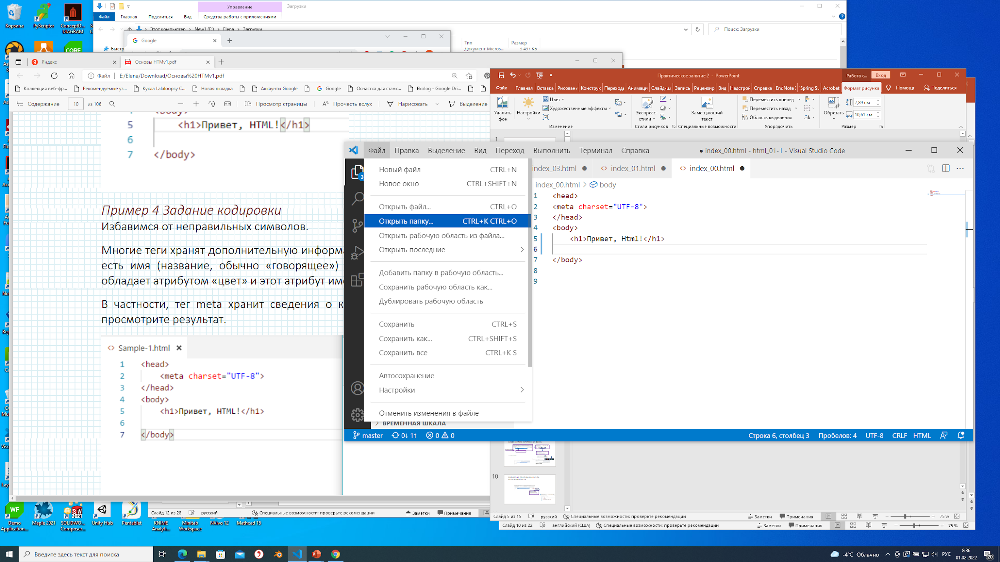 Корзина
PyScripter
ConceptD...
DIAGRAM
CORE
Управление
Загрузки
Файл
Главная
Поделиться
Вид
Средства работы с приложениями
Этот компьютер > New1 (E:) > Elena > Загрузки
Поиск: Загрузки
Быстр
Тип
Размер
Документ Micros...
3 497 КБ
Google
Яндекс
Основы HTMv1.pdf
Файл
E:/Elena/Download/Основы%20HTMv1.pdf
Коллекция веб-фр...
Рекомендуемые уз...
Кукла Lalaloopsy С...
Новая вкладка
Аккаунты Google
Google
Оснастка для станк...
Ekolog - Google Dri...
Содержание
10
из 106
Просмотр страницы
Прочесть вслух
Нарисовать
Выделение
<body>
5 <h1>Привет, HTML!</h1>
6
7 </body>
Пример 4 Задание кодировки
Избавимся от неправильных символов.
Многие теги хранят дополнительную информа
есть имя (название, обычно «говорящее»)
обладает атрибутом «цвет» и этот атрибут име
В частности, тег meta хранит сведения о к
просмотрите результат.
Sample-1.html
1 <head>
2 <meta charset="UTF-8">
3 </head>
4 <body>
5 <h1>Привет, HTML!</h1>
6
7 </body>
Практическое занятие 2 - PowerPoint
Работа с...
Вход
Файл
Главная
Вставка
Рисовани
Конструк
Переходы
Анимаци
Слайд-ш
Запись
Рецензир
Вид
Надстрой
Справка
EndNote
iSpring Su
Acrobat
Формат рисунка
Помощн
Поделиться
Удалить фон
Настройки
Цвет
Художественные эффекты
Изменение
Экспресс-стили
Стили рисунков
Замещающий текст
Специальные возможности
Переместить вперед
Переместить назад
Область выделения
Упорядочить
Обрезать
7,89 см
10,61 см
Размер
1
Файл
Правка
Выделение
Вид
Переход
Выполнить
Терминал
Справка
● index_00.html - html_01-1 - Visual Studio Code
3
Новый файл CTRL+N
Новое окно CTRL+SHIFT+N
Открыть файл... CTRL+O
Открыть папку... CTRL+K CTRL+O
Открыть рабочую область из файла...
Открыть последние
Добавить папку в рабочую область...
Сохранить рабочую область как...
Дублировать рабочую область
Сохранить CTRL+S
Сохранить как... CTRL+SHIFT+S
Сохранить все CTRL+K S
Автосохранение
Настройки
Отменить изменения в файле
ВРЕМЕННАЯ ШКАЛА
index_03.html
index_01.html
index_00.html
index_00.html > body
1 <head>
2 <meta charset="UTF-8">
3 </head>
4 <body>
5 <h1>Привет, Html!</h1>
6
7 </body>
8
9
master
0↓ 1↑
0
0
Строка 6, столбец 3
Пробелов: 4
UTF-8
CRLF
HTML
10
Слайд 12 из 28
русский
Специальные возможности: проверьте рекомендации
Заметки
Примечания
Слайд 5 из 15
русский
Специальные возможности: проверьте рекомендации
Заметки
Примечания
75 %
Слайд 10 из 22
английский (США)
Специальные возможности: проверьте рекомендации
Заметки
Примечания
75 %
WF
Demo
Application...
Maple 2021
SW
2021
SOLIDWO...
Composer...
Unity Hub
Pentablet
KNIME
Analyti...
Minitab
Workspace
NVivo 12
Mathcad 15
Введите здесь текст для поиска
-4°C Облачно
РУС
8:36
01.02.2022
20